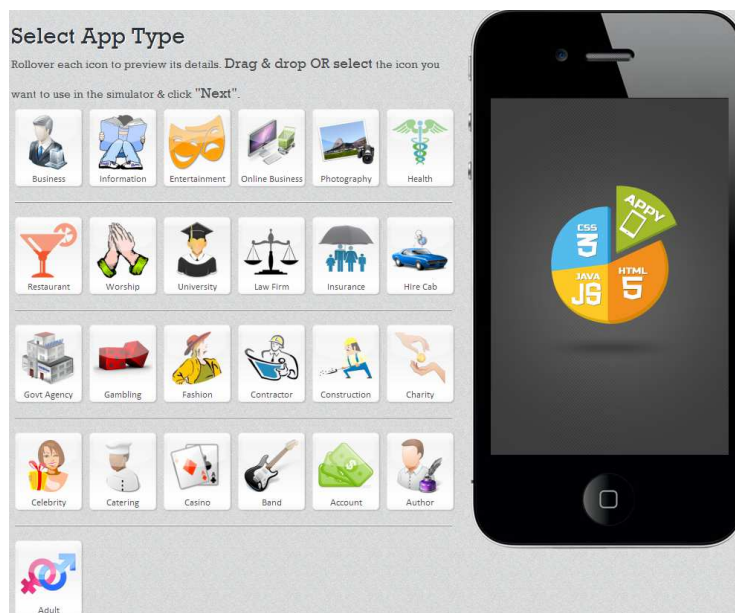 Select App Type
Rollover each icon to preview its details. Drag & drop OR select the icon you
want to use in the simulator & click "Next".
Business
Information
Entertainment
Online Business
Photography
Health
Restaurant
Worship
University
Law Firm
Insurance
Hire Cab
Govt Agency
Gambling
Fashion
Contractor
Construction
Charity
Celebrity
Catering
Casino
Band
Account
Author
Adult
APPY
CSS
3
JAVA
JS
HTML
5